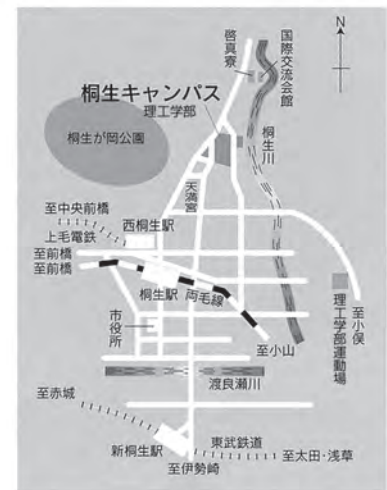 N
啓真寮
国際交流会館
桐生キャンパス
理工学部
桐生が岡公園
桐生川
天満宮
至中央前橋
上毛電鉄
西桐生駅
至前橋
至前橋
桐生駅
両毛線
市役所
理工学部運動場
至小俣
至小山
渡良瀬川
至赤城
新桐生駅
東武鉄道
至太田・浅草
至伊勢崎